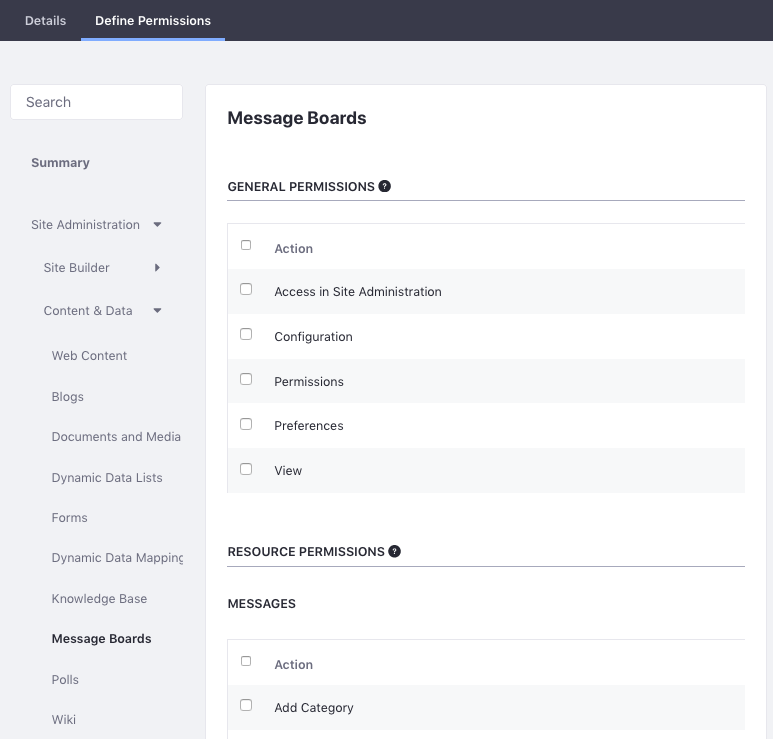 Details Define Permissions
Search
Summary
Site Administration
Site Builder
Content & Data
Web Content
Blogs
Documents and Media
Dynamic Data Lists
Forms
Dynamic Data Mapping
Knowledge Base
Message Boards
Polls
Wiki
Message Boards
GENERAL PERMISSIONS ?
Action
Access in Site Administration
Configuration
Permissions
Preferences
View
RESOURCE PERMISSIONS ?
MESSAGES
Action
Add Category